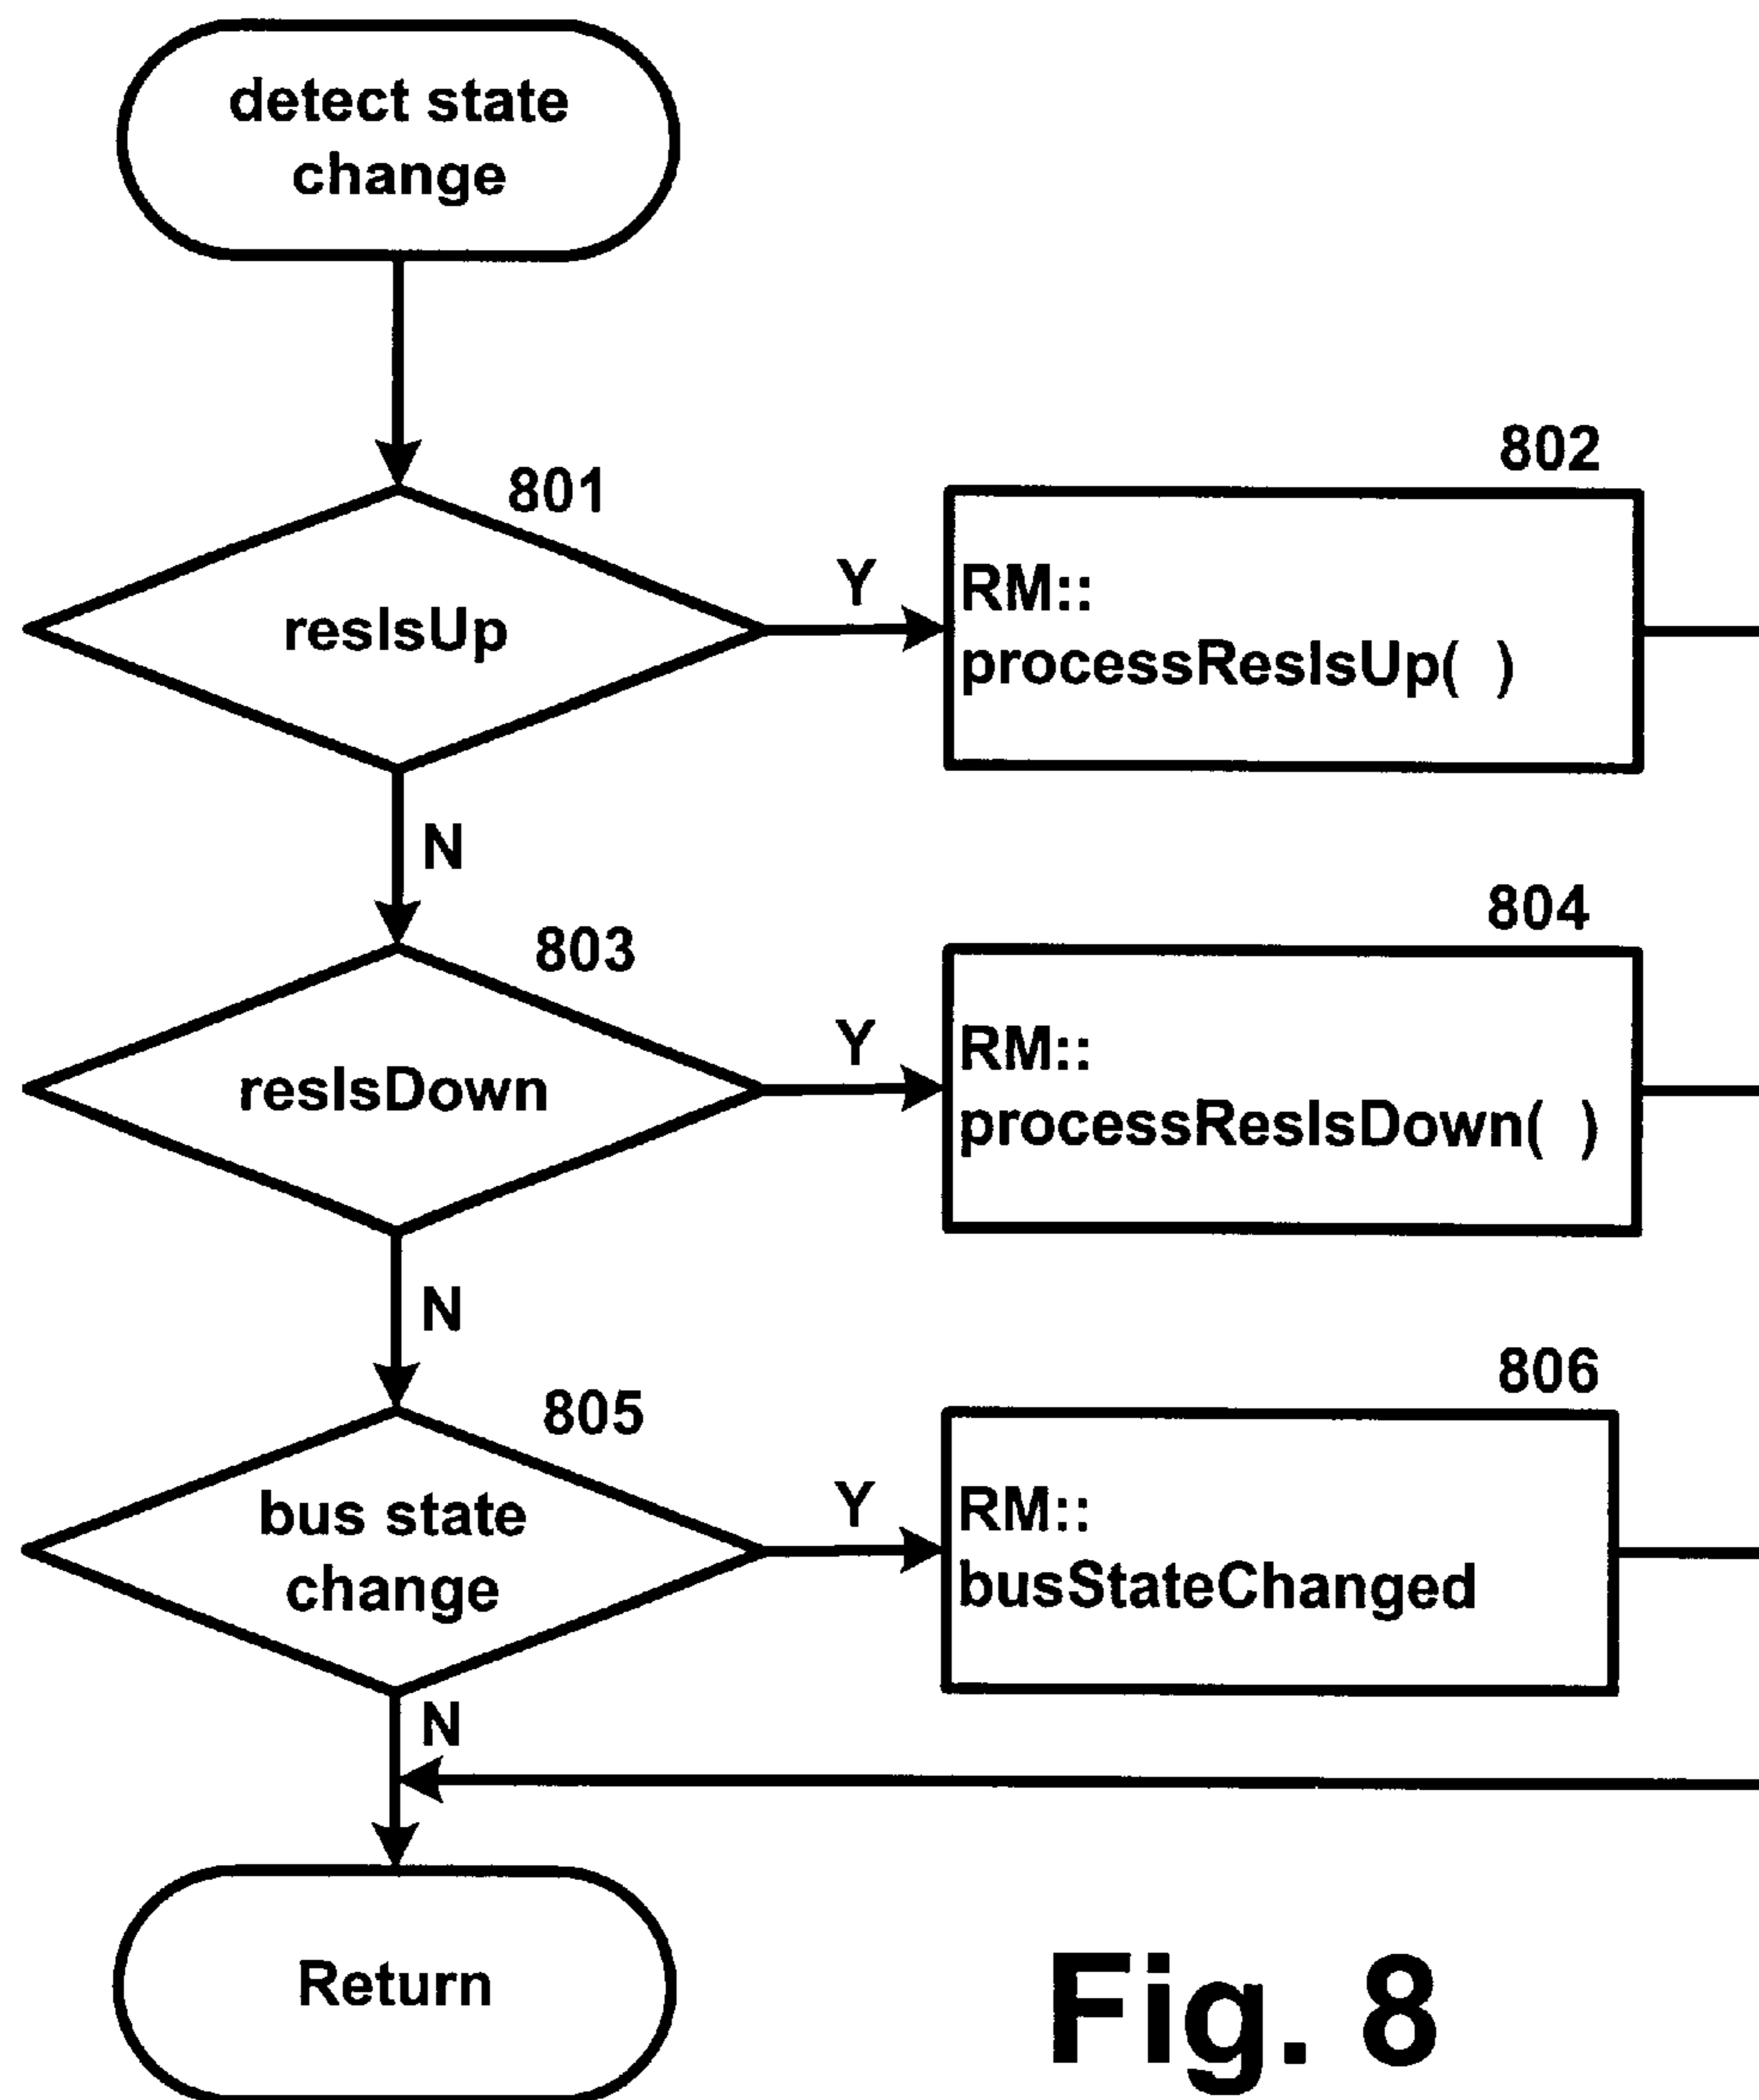 detect state
change
801
resIsUp
Y
802
RM::
processResIsUp( )
N
803
resIsDown
Y
804
RM::
processResIsDown( )
N
805
bus state
change
Y
806
RM::
busStateChanged
N
Return
Fig. 8